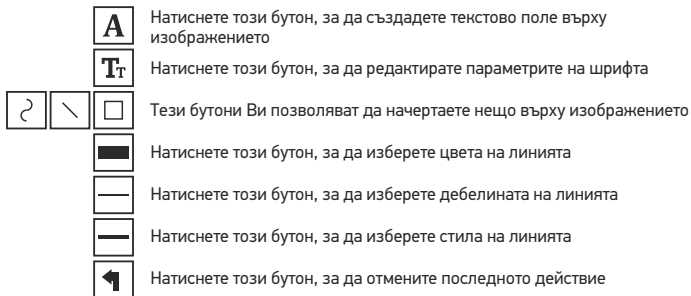 A
Натиснете този бутон, за да създадете текстово поле върху
изображението
Тт
Натиснете този бутон, за да редактирате параметрите на шрифта
Тези бутони Ви позволяват да начертаете нещо върху изображението
Натиснете този бутон, за да изберете цвета на линията
Натиснете този бутон, за да изберете дебелината на линията
Натиснете този бутон, за да изберете стила на линията
Натиснете този бутон, за да отмените последното действие